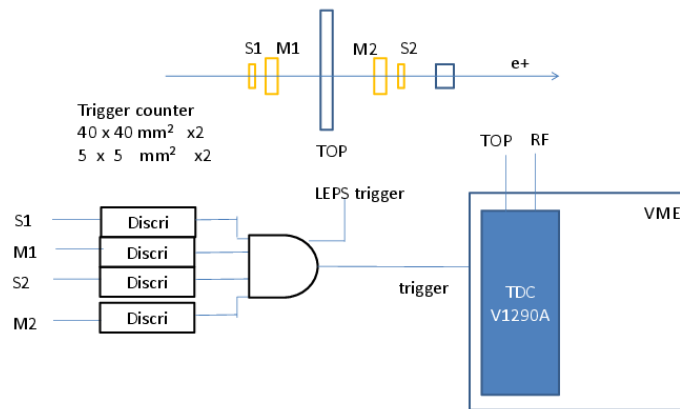 S1 M1 M2 S2
e+
Trigger counter
40 x 40 mm² x2
5 x 5 mm² x2
TOP
TOP RF
LEPS trigger
VME
S1 Discri
M1 Discri
S2 Discri
M2 Discri
trigger
TDC
V1290A